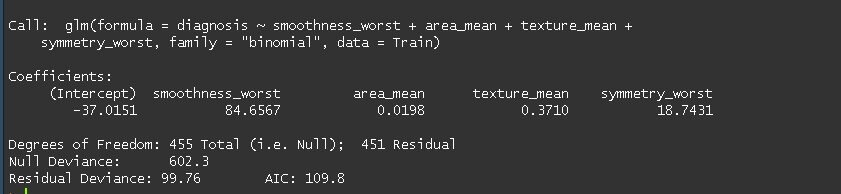 Call:  glm(formula = diagnosis ~ smoothness_worst + area_mean + texture_mean +
    symmetry_worst, family = "binomial", data = Train)
Coefficients:
     (Intercept)  smoothness_worst         area_mean      texture_mean    symmetry_worst
        -37.0151           84.6567            0.0198            0.3710           18.7431
Degrees of Freedom: 455 Total (i.e. Null);  451 Residual
Null Deviance:      602.3
Residual Deviance: 99.76        AIC: 109.8